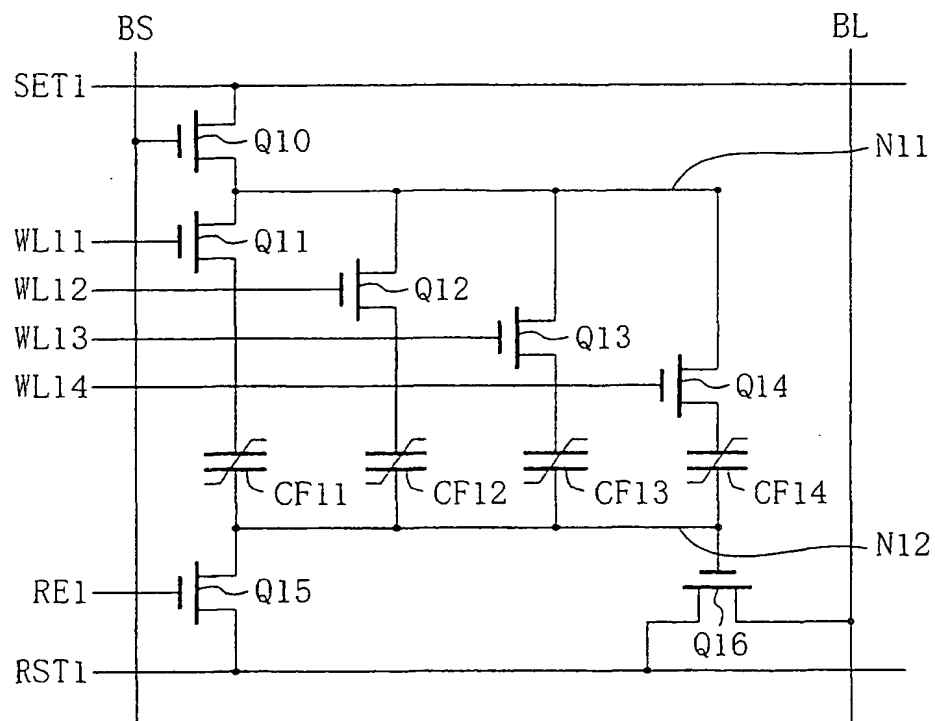 BS
BL
SET1
Q10
N11
WL11
Q11
WL12
Q12
WL13
Q13
WL14
Q14
CF11
CF12
CF13
CF14
N12
RE1
Q15
Q16
RST1